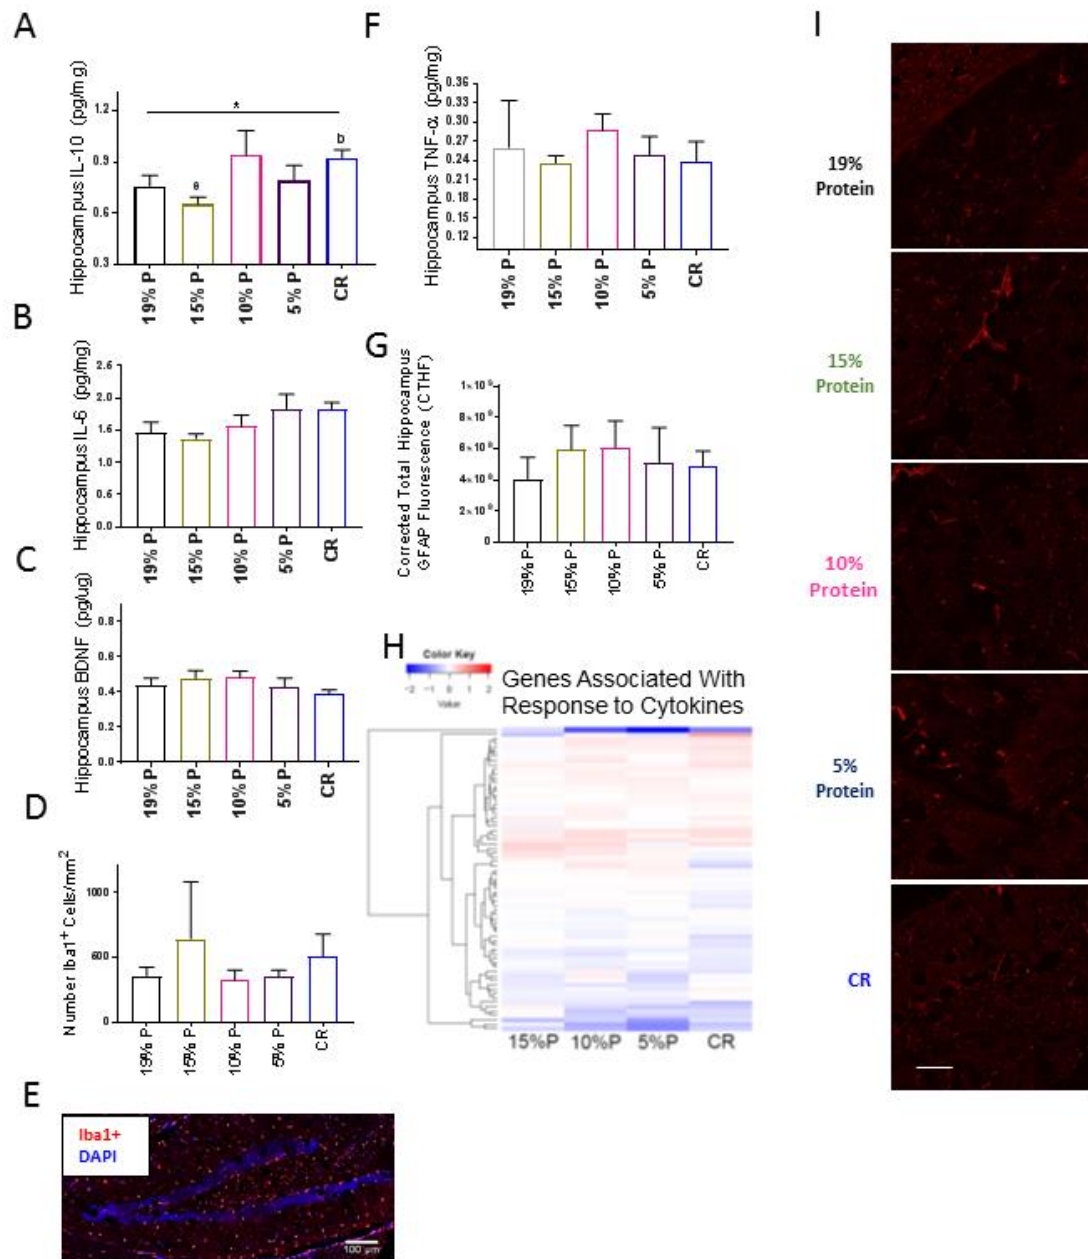 A
Hippocampus IL-10 (pg/mg)
1.2
0.9
0.6
0.3
*
b
19% P
15% P
10% P
5% P
CR
B
Hippocampus IL-6 (pg/mg)
2.6
2.0
1.6
1.0
0.6
0.0
19% P
15% P
10% P
5% P
CR
C
Hippocampus BDNF (pg/ug)
0.8
0.6
0.4
0.2
0.0
19% P
15% P
10% P
5% P
CR
D
Number Iba1+ Cells/mm2
1000
600
0
19% P
15% P
10% P
5% P
CR
E
Iba1+
DAPI
100 µm
F
Hippocampus TNF-α (pg/mg)
0.36
0.33
0.30
0.27
0.24
0.21
0.18
0.15
0.12
19% P
15% P
10% P
5% P
CR
G
Corrected Total Hippocampus
GFAP Fluorescence (CTHF)
0
19% P
15% P
10% P
5% P
CR
H
Color Key
-2 -1 0 1 2
Value
Genes Associated With
Response to Cytokines
15%P 10%P 5%P CR
I
19%
Protein
15%
Protein
10%
Protein
5%
Protein
CR